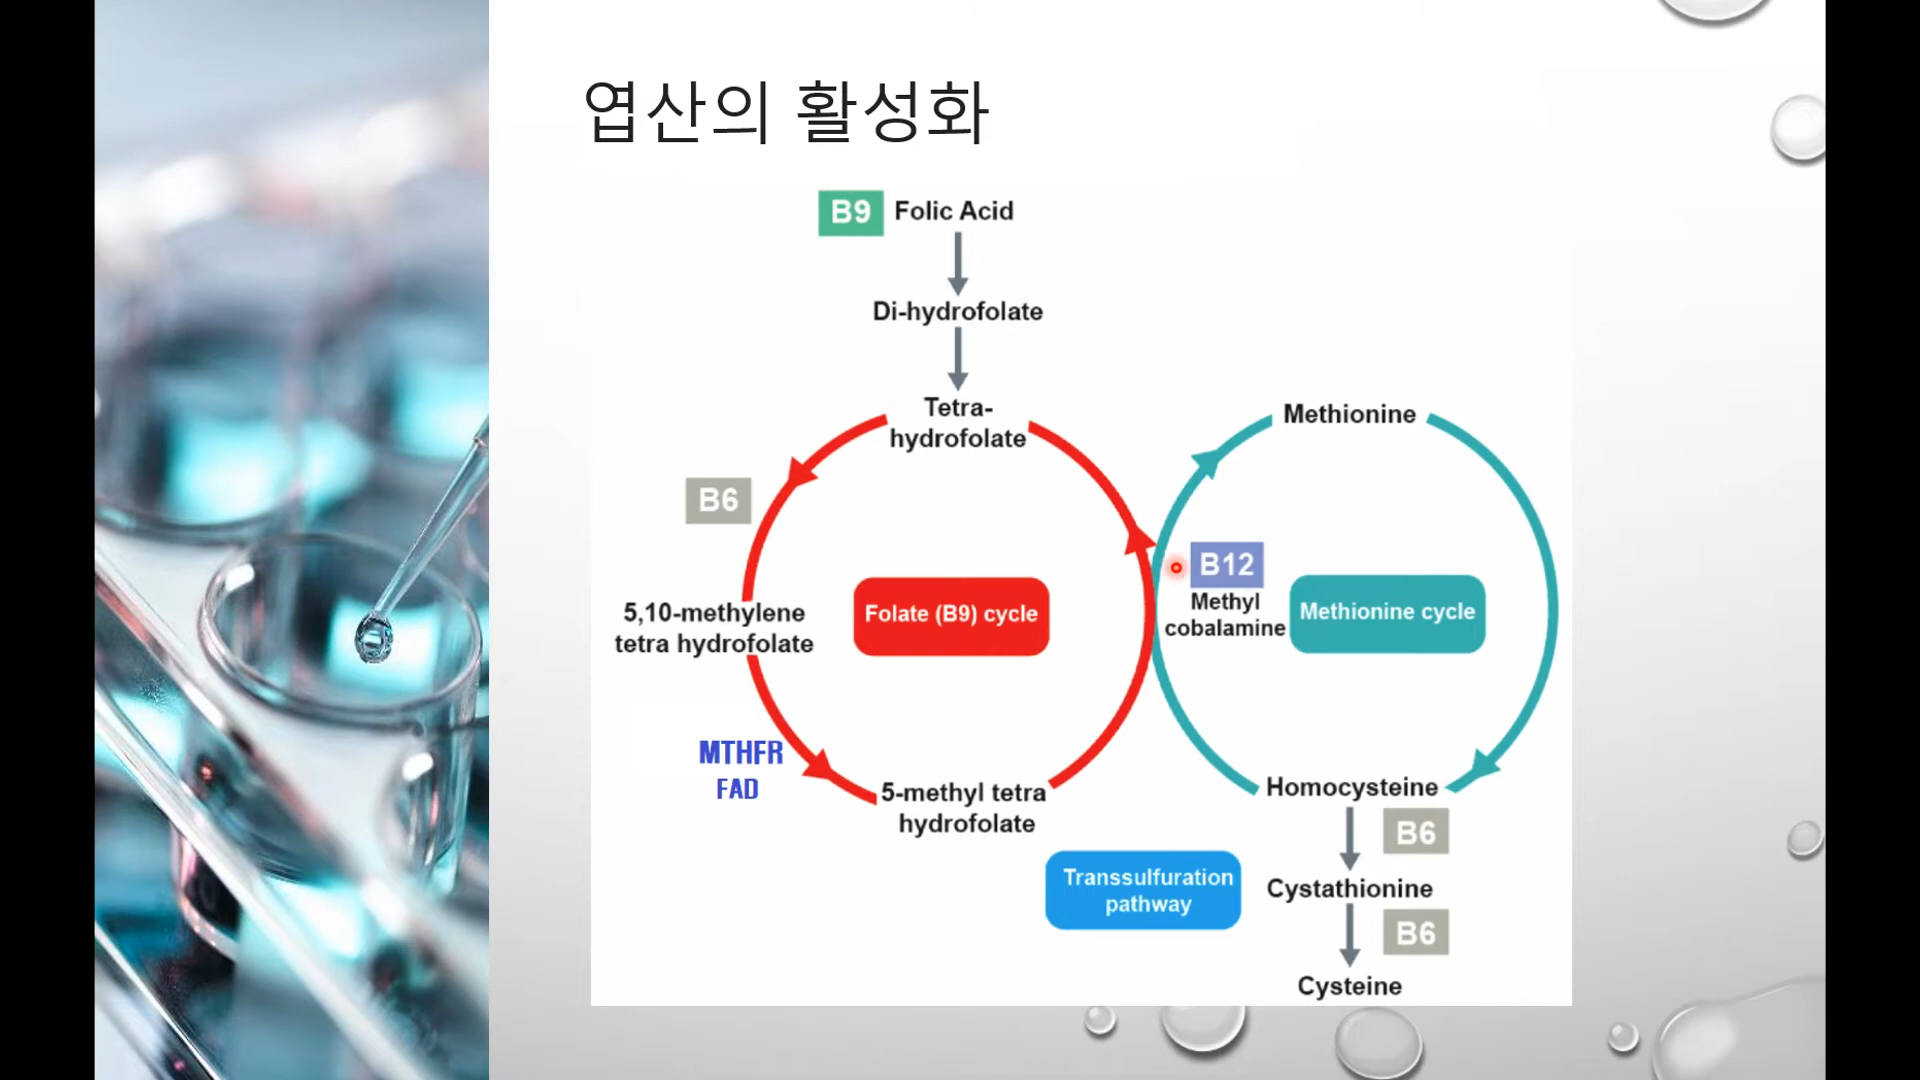 엽산의 활성화
B9 Folic Acid
Di-hydrofolate
Tetra-
hydrofolate
Methionine
B6
B12
Methyl
cobalamine
5,10-methylene
tetra hydrofolate
Folate (B9) cycle
Methionine cycle
MTHFR
FAD
5-methyl tetra
hydrofolate
Homocysteine
B6
Transsulfuration
pathway
Cystathionine
B6
Cysteine